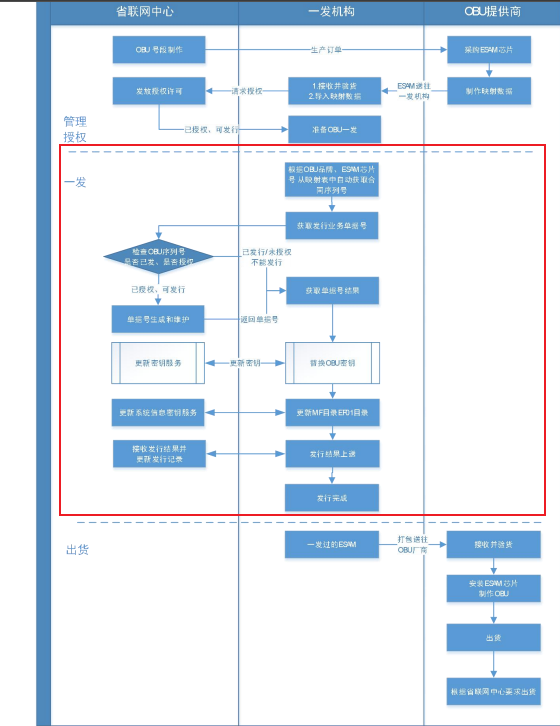 省联网中心
一发机构
OBU提供商
OBU 号段制作
生产订单
采购ESAM芯片
发放授权许可
请求授权
1.接收并验货
2.导入映射数据
ESAM送往
一发机构
制作映射数据
管理
授权
已授权，可发行
准备OBU一发
一发
根据OBU品牌、ESAM芯片
号 从映射表中自动获取合
同序列号
获取发行业务单据号
检查OBU序列号
是否已发、是否授权
已发行/未授权
不能发行
已授权，可发行
获取单据号结果
单据号生成和维护
返回单据号
更新密钥服务
更新密钥
替换OBU密钥
更新系统信息密钥服务
更新MF目录EF01目录
接收发行结果并
更新发行记录
发行结果上送
发行完成
出货
一发过的ESAM
打包送往
OBU厂商
接收并验货
安装ESAM芯片
制作OBU
出货
根据省联网中心要求出货